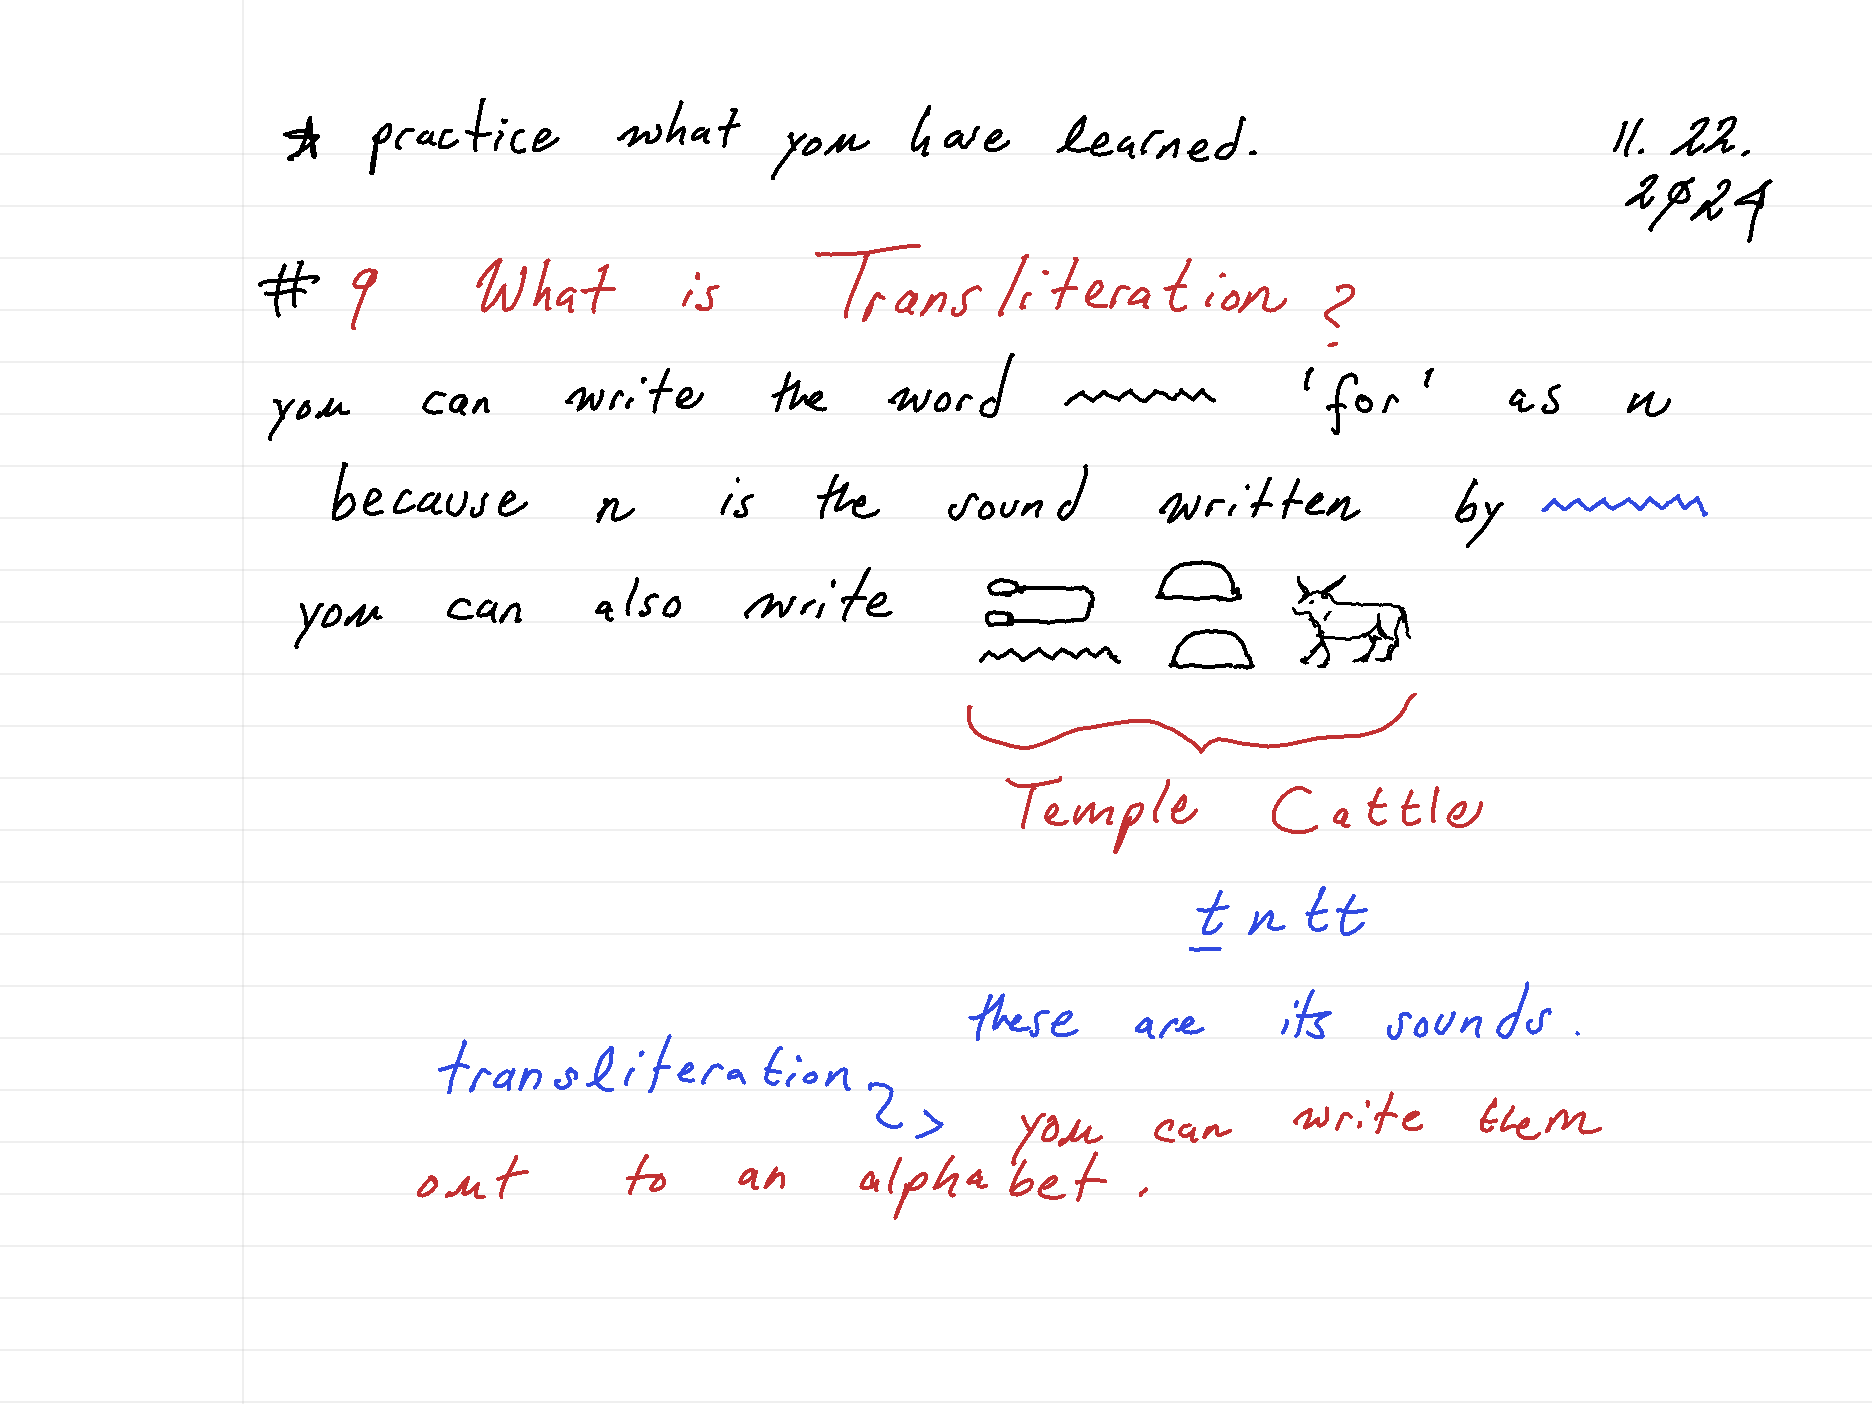 ★ practice what you have learned.
11. 22.
2024
# 9 What is Transliteration?
you can write the word 𓈖 'for' as n
because n is the sound written by 𓈖
you can also write 𓍿𓈖𓏏𓏏𓃒
Temple Cattle
ṯntt
these are its sounds.
transliteration
> you can write them
out to an alphabet.